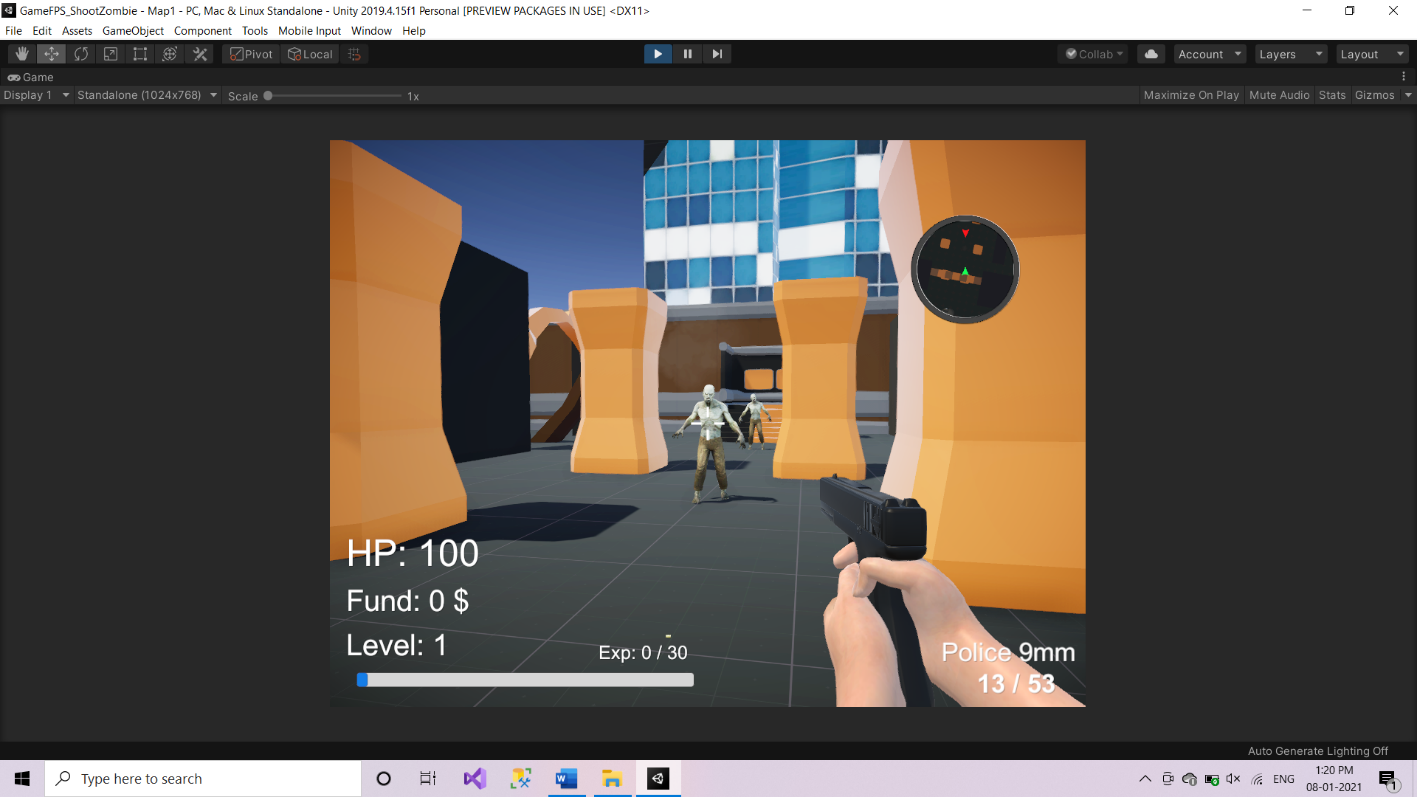 GameFPS_ShootZombie - Map1 - PC, Mac & Linux Standalone - Unity 2019.4.15f1 Personal [PREVIEW PACKAGES IN USE] <DX11>
File Edit Assets GameObject Component Tools Mobile Input Window Help
Pivot Local Collab Account Layers Layout
Game
Display 1 Standalone (1024x768) Scale 1x Maximize On Play Mute Audio Stats Gizmos
HP: 100
Fund: 0 $
Level: 1
Exp: 0 / 30
Police 9mm
13 / 53
Auto Generate Lighting Off
Type here to search
ENG
1:20 PM
08-01-2021
1